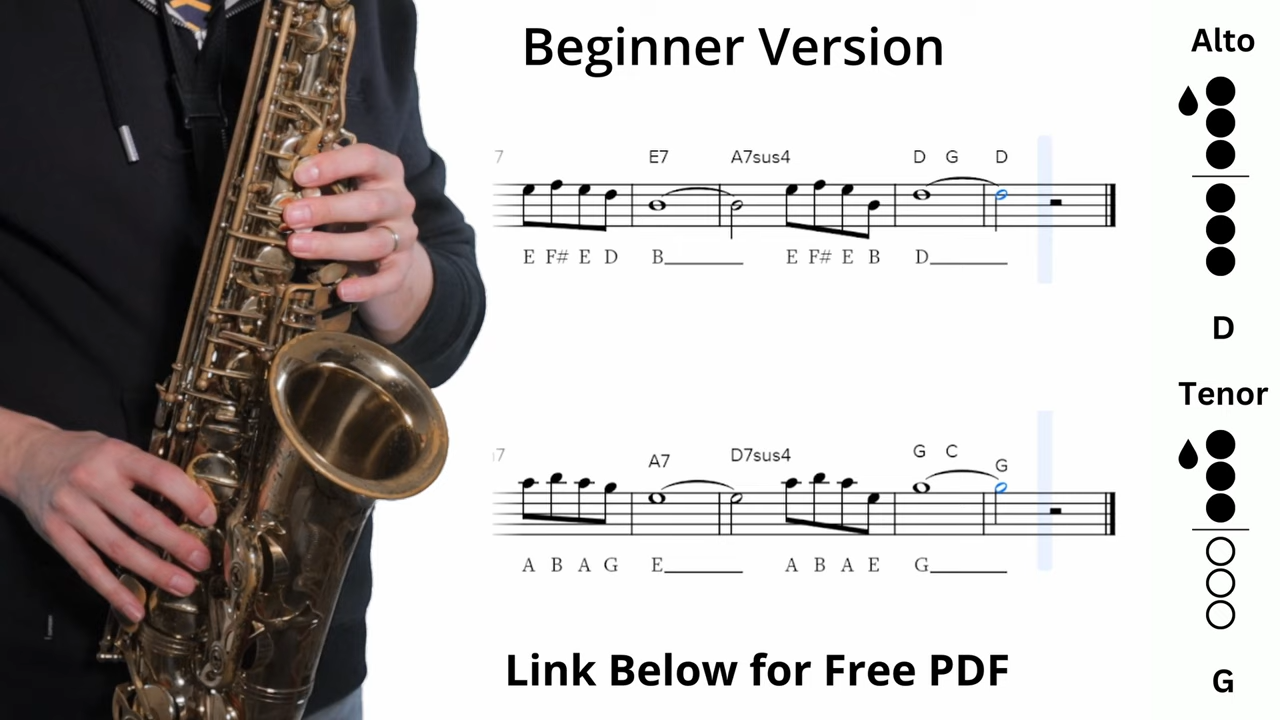 Beginner Version
7 E7 A7sus4 D G D
E F# E D B E F# E B D
7 A7 D7sus4 G C G
A B A G E A B A E G
Link Below for Free PDF
Alto
D
Tenor
G